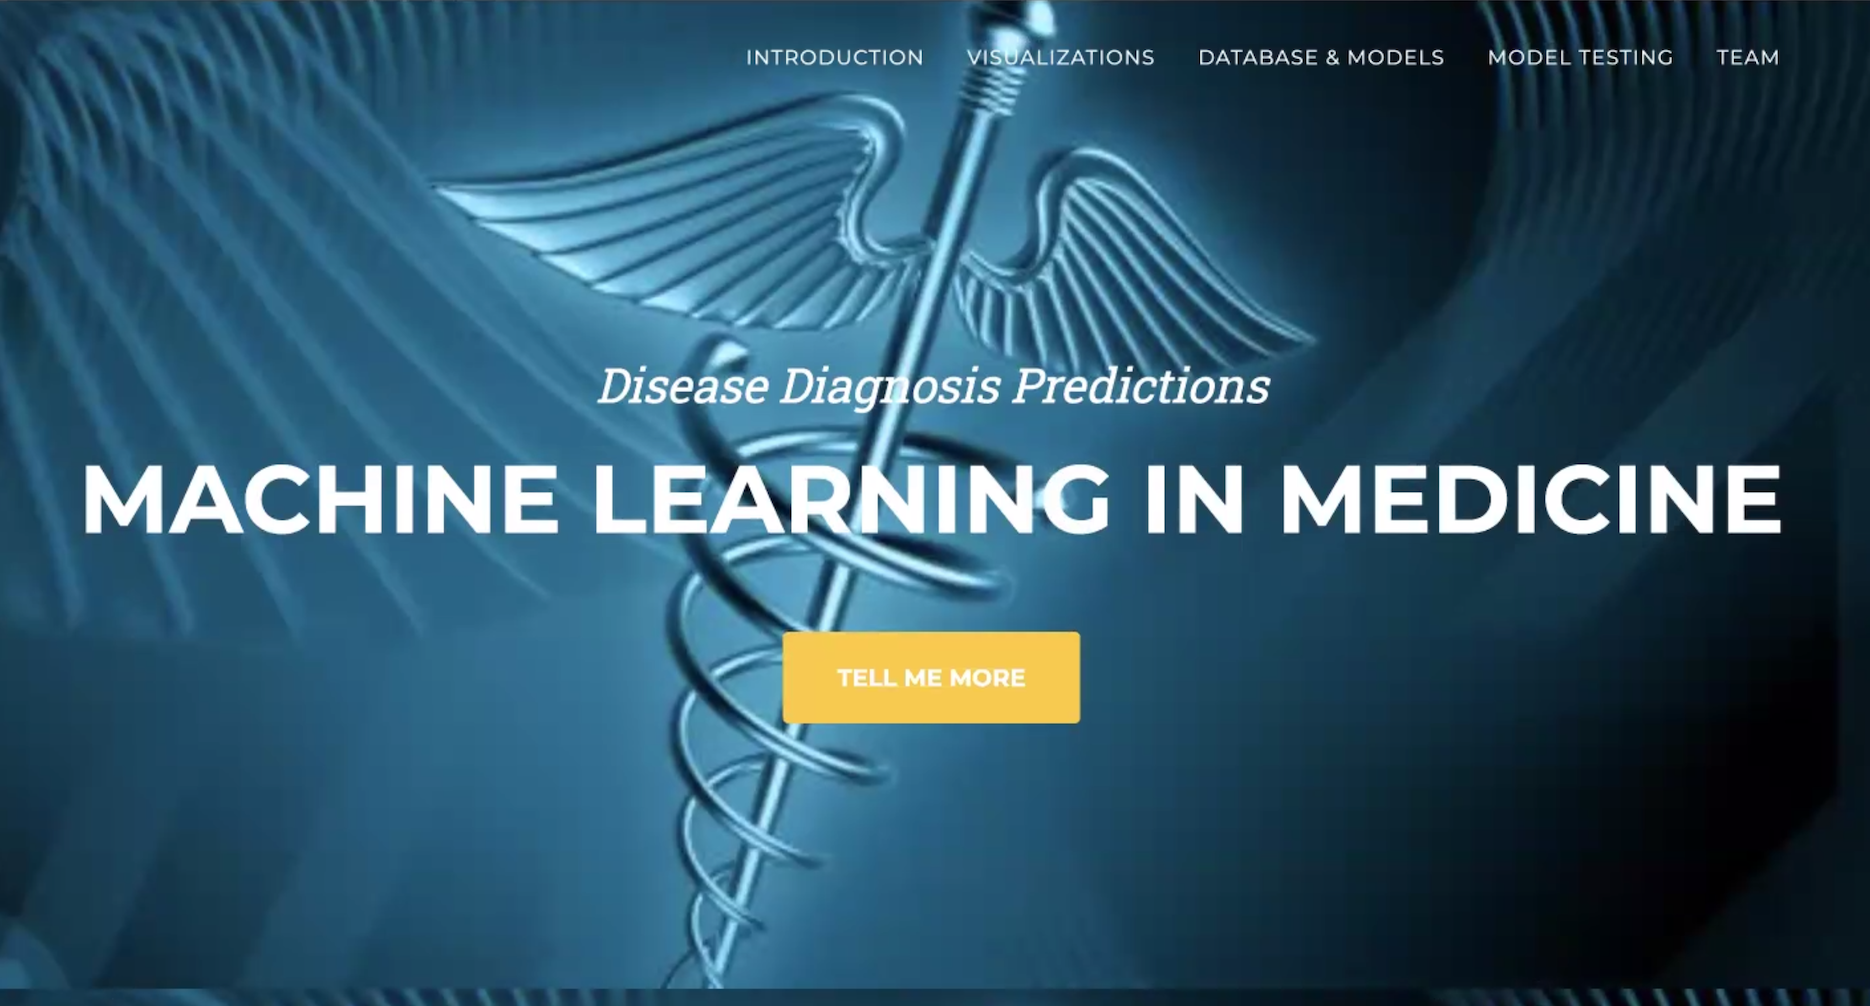 INTRODUCTION VISUALIZATIONS DATABASE & MODELS MODEL TESTING TEAM
Disease Diagnosis Predictions
MACHINE LEARNING IN MEDICINE
TELL ME MORE